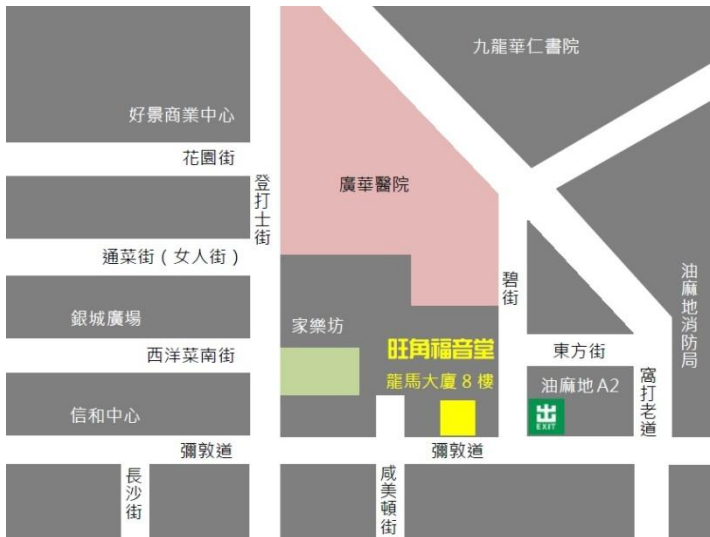 九龍華仁書院
好景商業中心
花園街
廣華醫院
登打士街
通菜街(女人街)
碧街
油麻地消防局
銀城廣場
家樂坊
旺角福音堂
西洋菜南街
東方街
龍馬大廈8樓
油麻地A2
窩打老道
信和中心
出
EXIT
彌敦道
彌敦道
長沙街
咸美頓街